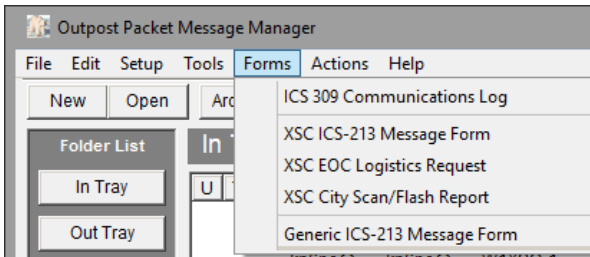 Outpost Packet Message Manager
File Edit Setup Tools Forms Actions Help
New Open Arc
ICS 309 Communications Log
Folder List In
XSC ICS-213 Message Form
XSC EOC Logistics Request
In Tray U
XSC City Scan/Flash Report
Out Tray
Generic ICS-213 Message Form